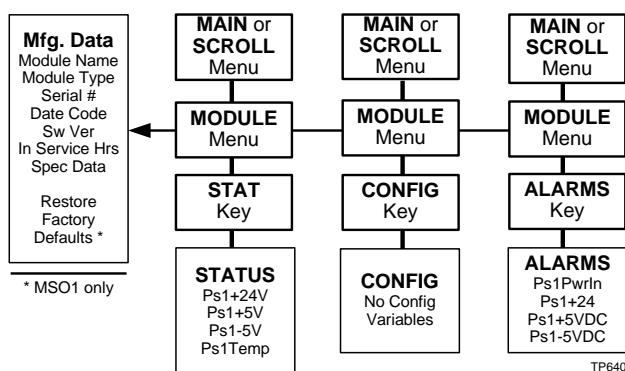 Mfg. Data
Module Name
Module Type
Serial #
Date Code
Sw Ver
In Service Hrs
Spec Data
Restore
Factory
Defaults *
* MSO1 only
MAIN or
SCROLL
Menu
MODULE
Menu
STAT
Key
STATUS
Ps1+24V
Ps1+5V
Ps1-5V
Ps1Temp
MAIN or
SCROLL
Menu
MODULE
Menu
CONFIG
Key
CONFIG
No Config
Variables
MAIN or
SCROLL
Menu
MODULE
Menu
ALARMS
Key
ALARMS
Ps1PwrIn
Ps1+24
Ps1+5VDC
Ps1-5VDC
TP640